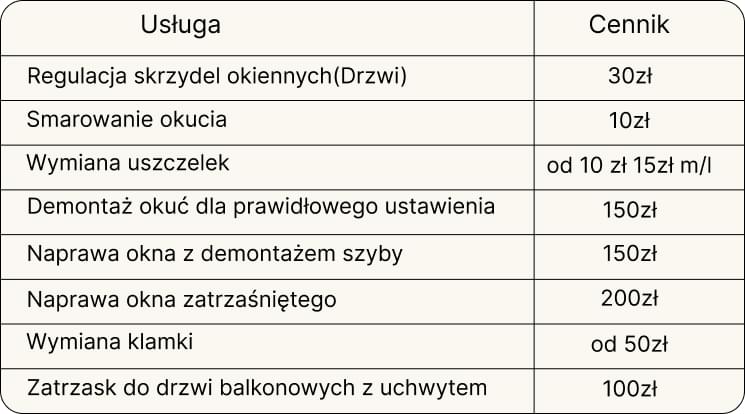 Usługa Cennik
Regulacja skrzydel okiennych(Drzwi) 30zł
Smarowanie okucia 10zł
Wymiana uszczelek od 10 zł 15zł m/l
Demontaż okuć dla prawidłowego ustawienia 150zł
Naprawa okna z demontażem szyby 150zł
Naprawa okna zatrzaśniętego 200zł
Wymiana klamki od 50zł
Zatrzask do drzwi balkonowych z uchwytem 100zł